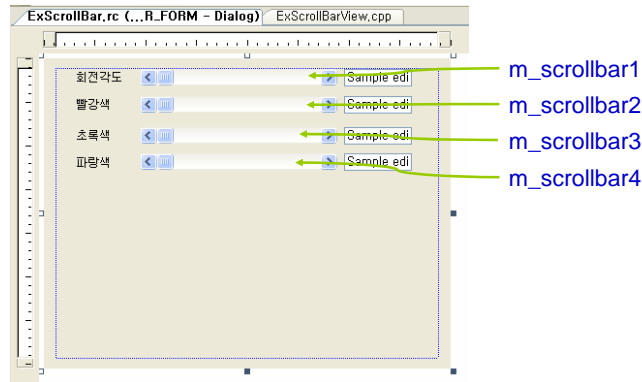 ExScrollBar.rc (...R_FORM - Dialog) ExScrollBarView.cpp
회전각도 Sample edi m_scrollbar1
빨강색 Sample edi m_scrollbar2
초록색 Sample edi m_scrollbar3
파랑색 Sample edi m_scrollbar4